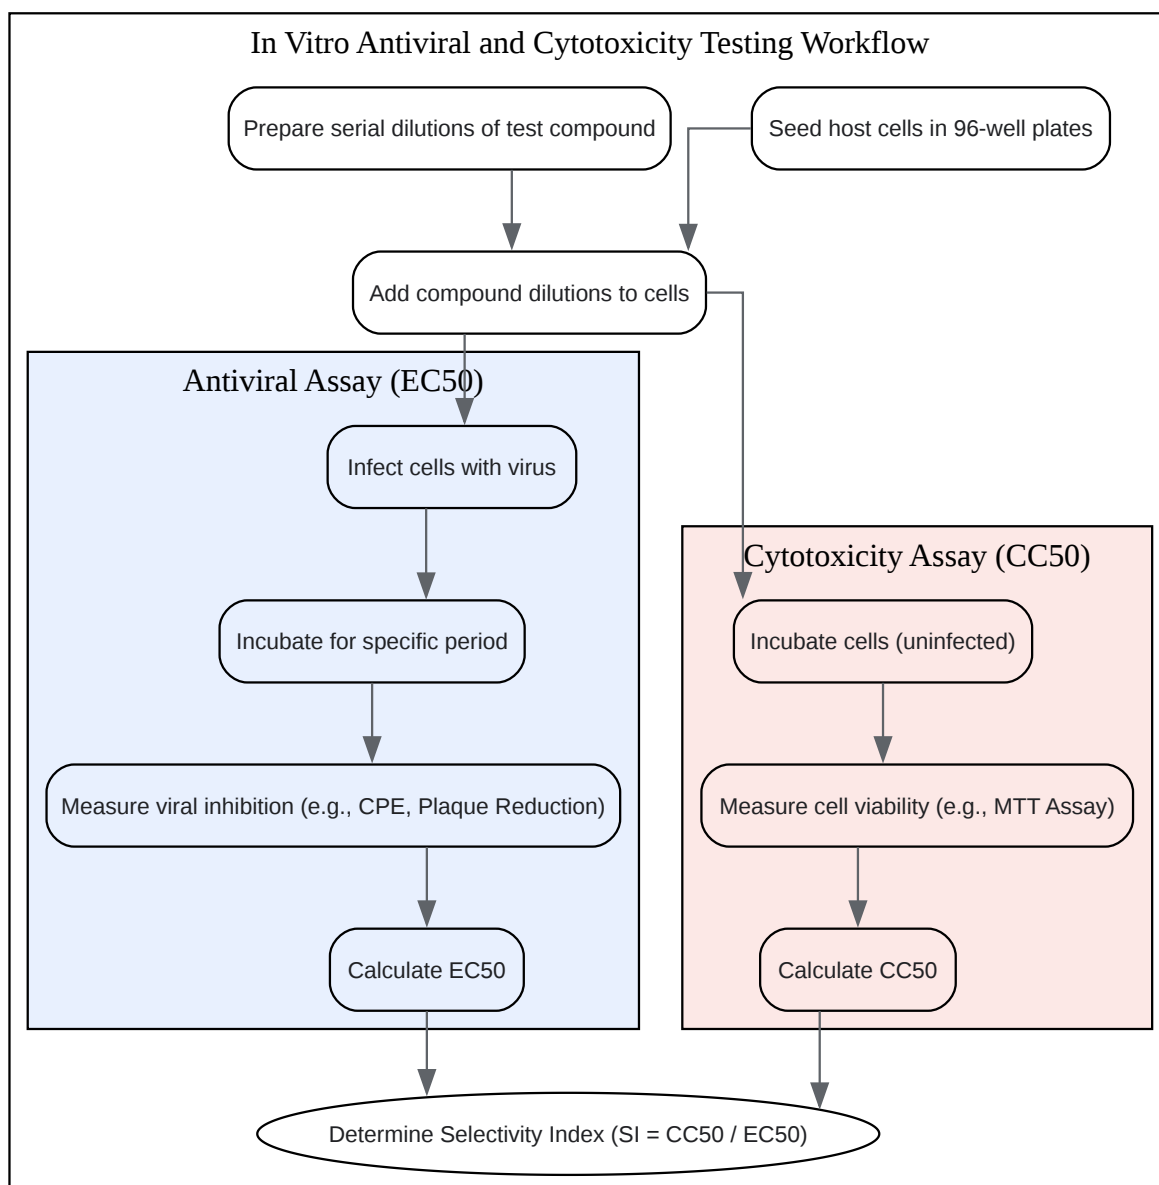 In Vitro Antiviral and Cytotoxicity Testing Workflow
Prepare serial dilutions of test compound
Seed host cells in 96-well plates
Add compound dilutions to cells
Antiviral Assay (EC50)
Infect cells with virus
Incubate for specific period
Measure viral inhibition (e.g., CPE, Plaque Reduction)
Calculate EC50
Cytotoxicity Assay (CC50)
Incubate cells (uninfected)
Measure cell viability (e.g., MTT Assay)
Calculate CC50
Determine Selectivity Index (SI = CC50 / EC50)